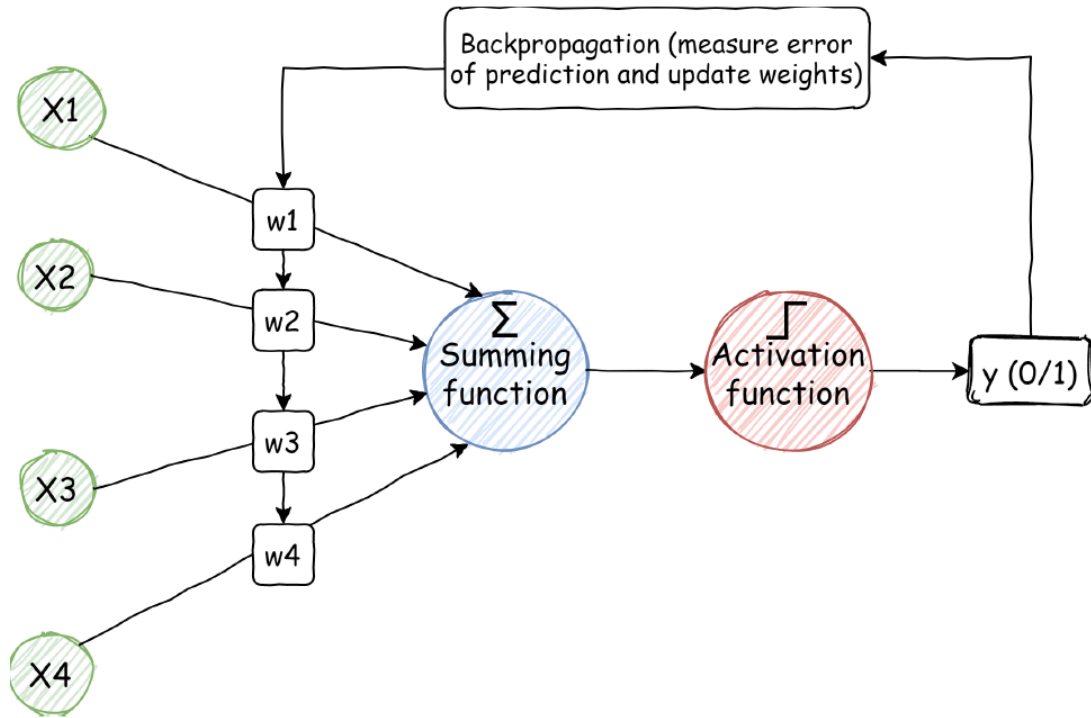 Backpropagation (measure error
of prediction and update weights)
X1
w1
X2
w2
Σ
Summing
function
Activation
function
y (0/1)
w3
X3
w4
X4